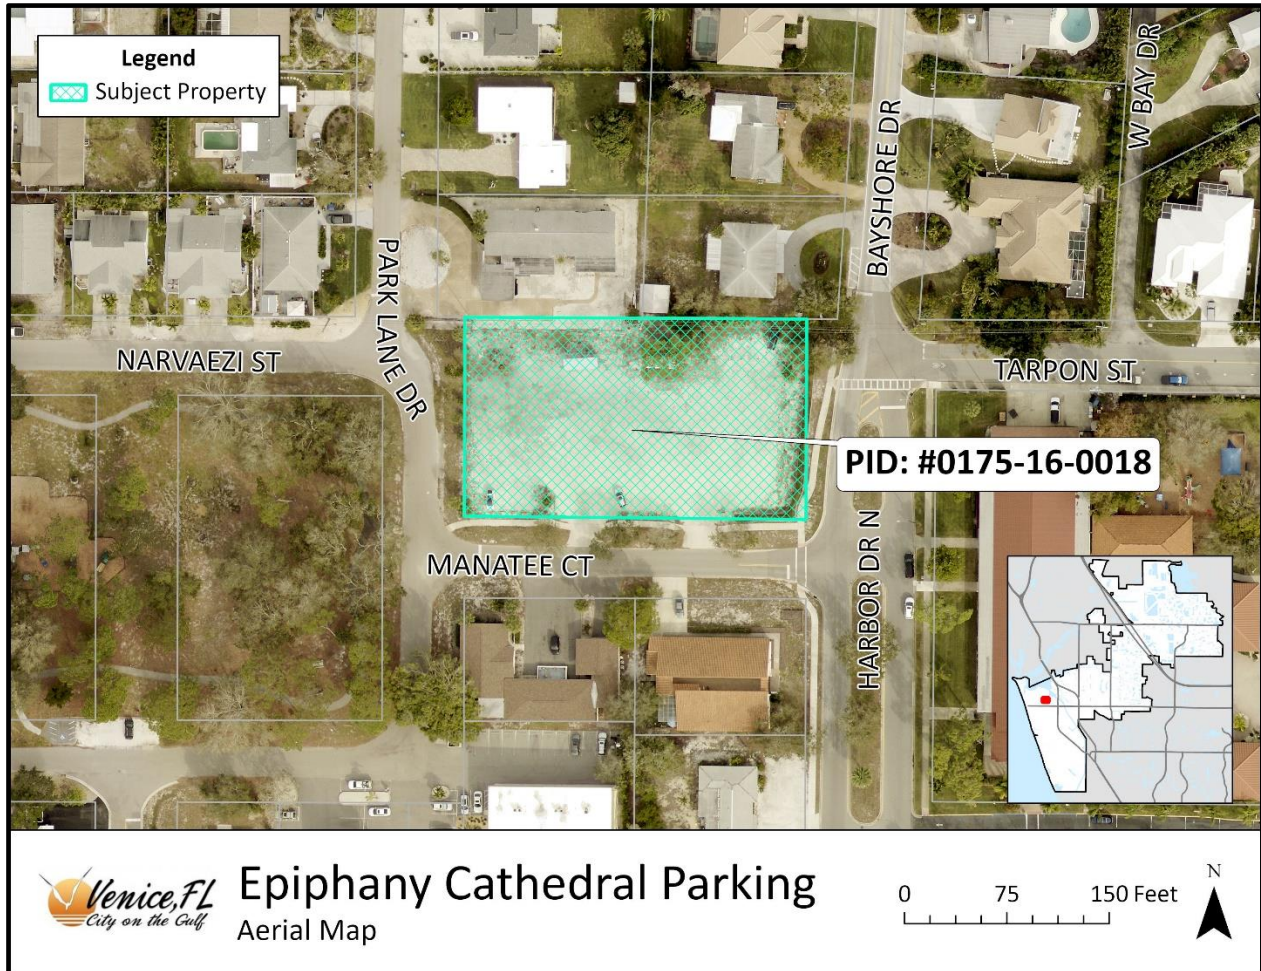 Legend
Subject Property
W BAY DR
BAYSHORE DR
PARK LANE DR
NARVAEZI ST
TARPON ST
PID: #0175-16-0018
MANATEE CT
HARBOR DR N
Venice, FL
City on the Gulf
Epiphany Cathedral Parking
Aerial Map
0 75 150 Feet
N